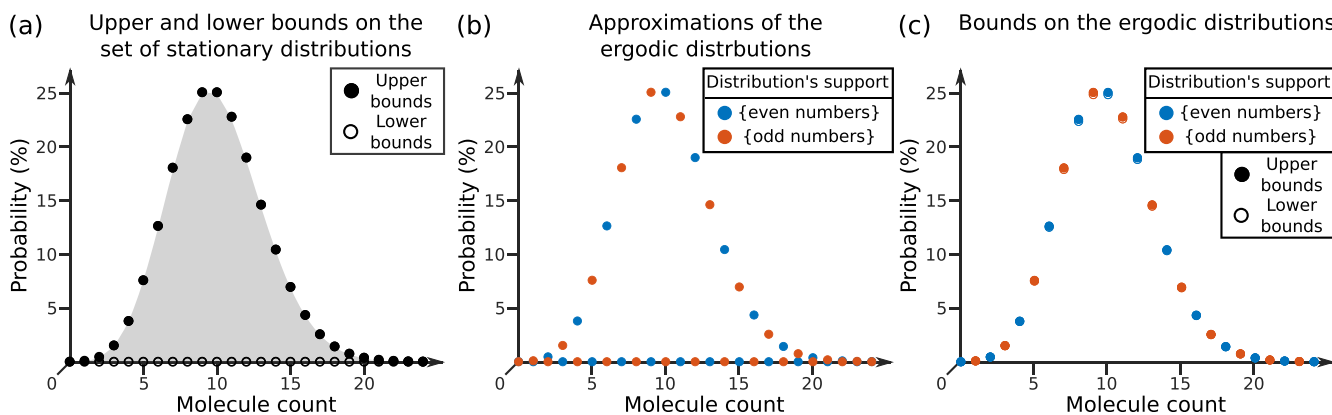 (a)
Upper and lower bounds on the
set of stationary distributions
Upper
bounds
Lower
bounds
Probability (%)
25
20
15
10
5
0
5
10
15
20
Molecule count
(b)
Approximations of the
ergodic distrbutions
Distribution's support
{even numbers}
{odd numbers}
Probability (%)
25
20
15
10
5
0
5
10
15
20
Molecule count
(c)
Bounds on the ergodic distributions
Distribution's support
{even numbers}
{odd numbers}
Upper
bounds
Lower
bounds
Probability (%)
25
20
15
10
5
0
5
10
15
20
Molecule count